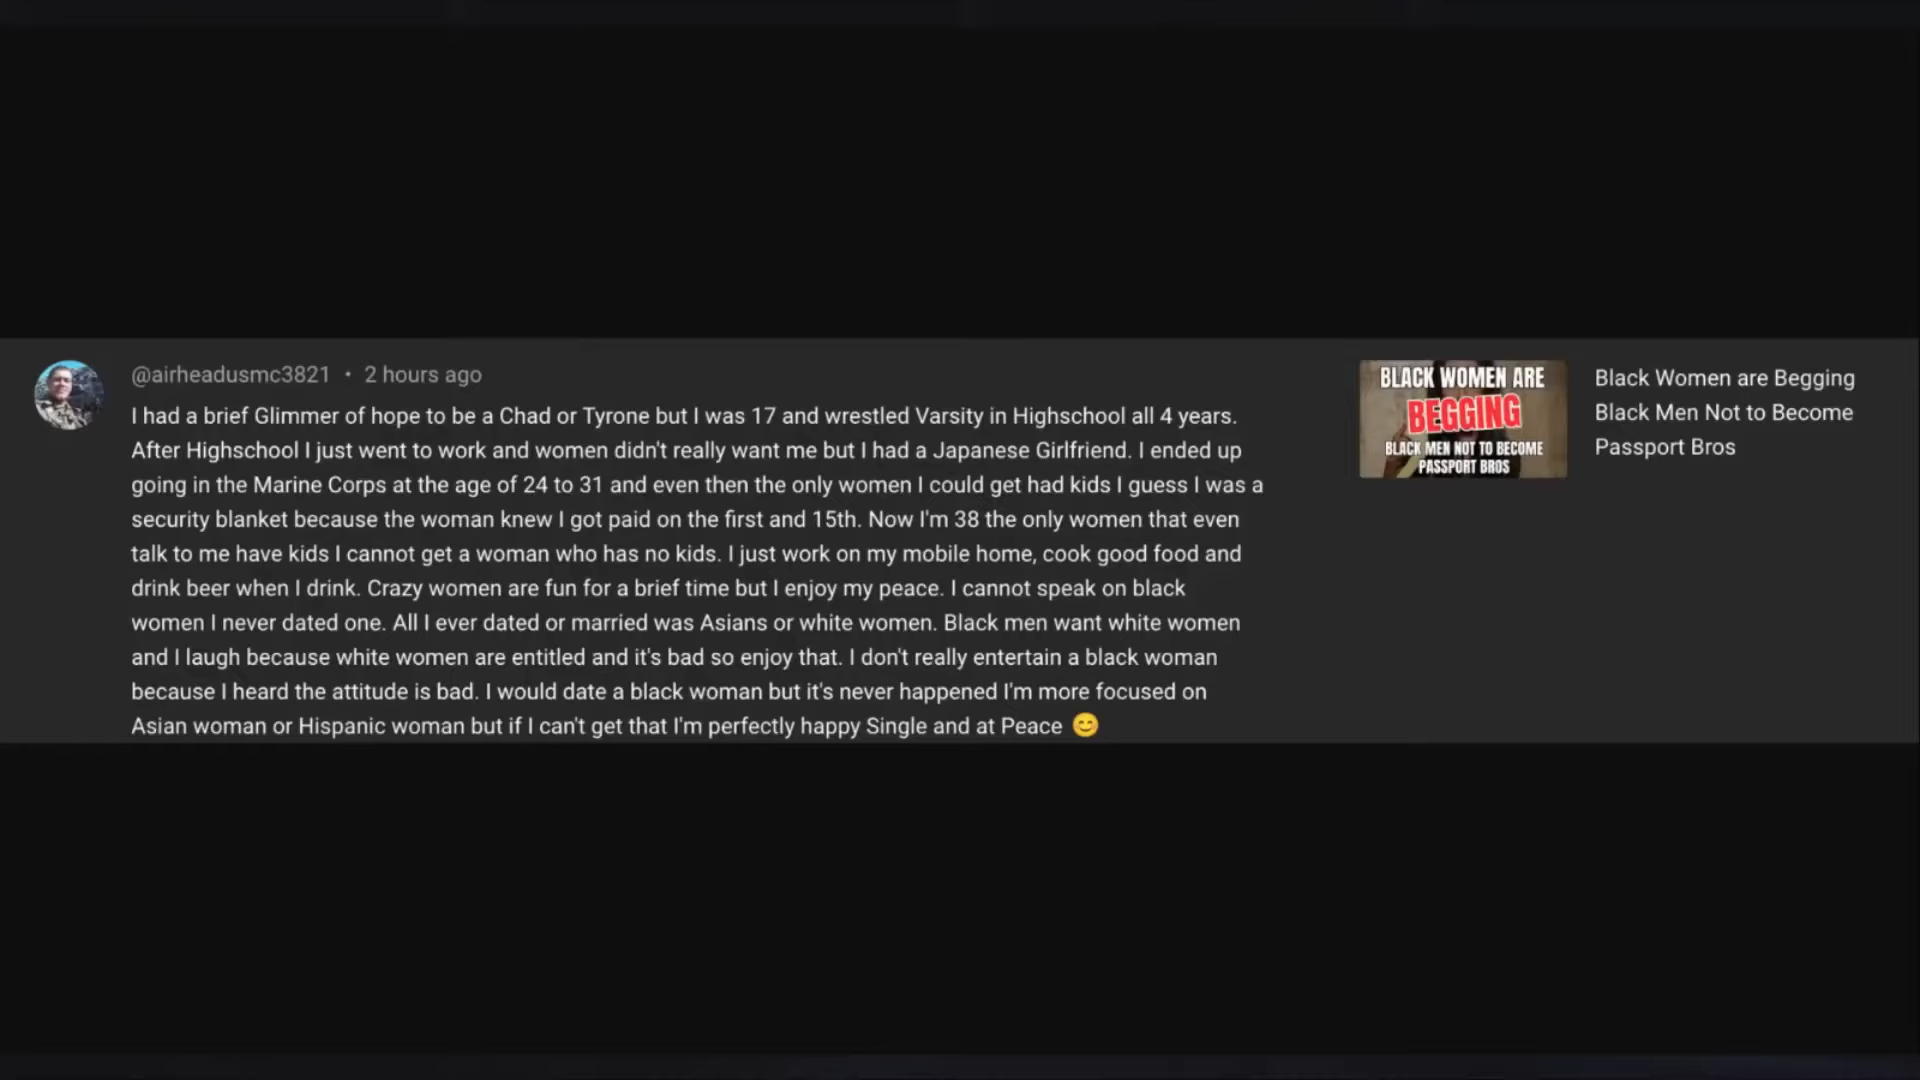 @airheadusmc3821 • 2 hours ago
I had a brief Glimmer of hope to be a Chad or Tyrone but I was 17 and wrestled Varsity in Highschool all 4 years.
After Highschool I just went to work and women didn't really want me but I had a Japanese Girlfriend. I ended up
going in the Marine Corps at the age of 24 to 31 and even then the only women I could get had kids I guess I was a
security blanket because the woman knew I got paid on the first and 15th. Now I'm 38 the only women that even
talk to me have kids I cannot get a woman who has no kids. I just work on my mobile home, cook good food and
drink beer when I drink. Crazy women are fun for a brief time but I enjoy my peace. I cannot speak on black
women I never dated one. All I ever dated or married was Asians or white women. Black men want white women
and I laugh because white women are entitled and it's bad so enjoy that. I don't really entertain a black woman
because I heard the attitude is bad. I would date a black woman but it's never happened I'm more focused on
Asian woman or Hispanic woman but if I can't get that I'm perfectly happy Single and at Peace 😊
BLACK WOMEN ARE
BEGGING
BLACK MEN NOT TO BECOME
PASSPORT BROS
Black Women are Begging
Black Men Not to Become
Passport Bros